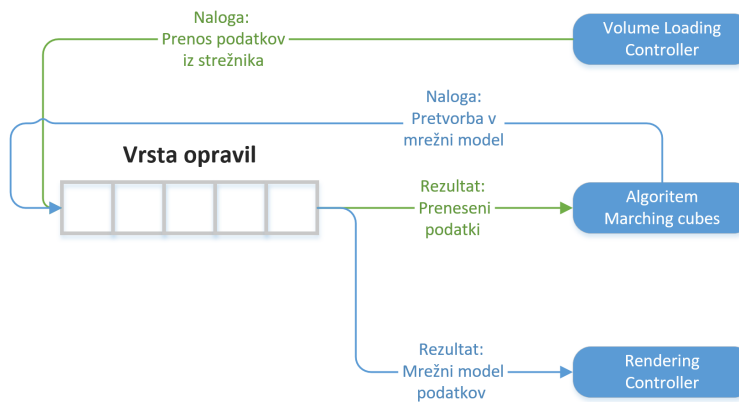 Naloga:
Prenos podatkov
iz strežnika
Volume Loading
Controller
Naloga:
Pretvorba v
mrežni model
Vrsta opravil
Rezultat:
Preneseni
podatki
Algoritem
Marching cubes
Rezultat:
Mrežni model
podatkov
Rendering
Controller